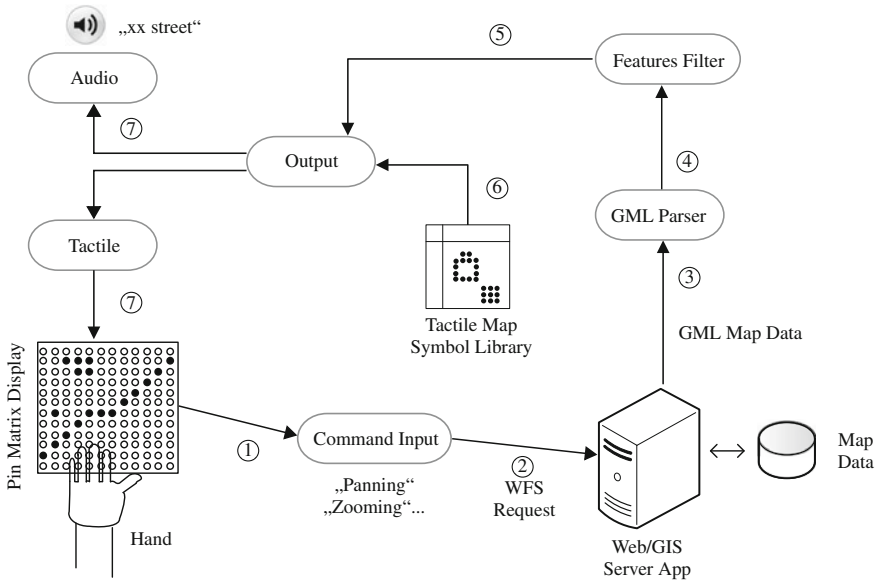 „xx street“
Audio
⑦
Output
⑤
Features Filter
④
⑥
Tactile
⑦
GML Parser
③
Tactile Map
Symbol Library
GML Map Data
Pin Matrix Display
①
Command Input
②
WFS
Request
„Panning“
„Zooming“...
Hand
Web/GIS
Server App
Map
Data